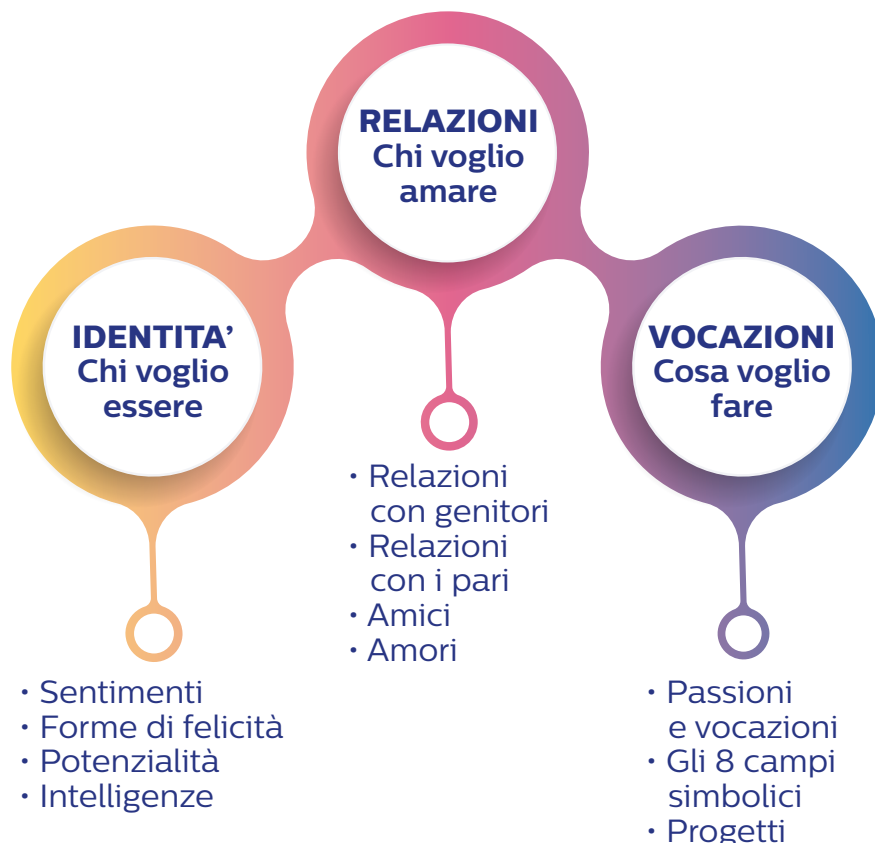 RELAZIONI
Chi voglio
amare
IDENTITA’
Chi voglio
essere
VOCAZIONI
Cosa voglio
fare
• Relazioni
con genitori
• Relazioni
con i pari
• Amici
• Amori
• Sentimenti
• Forme di felicità
• Potenzialità
• Intelligenze
• Passioni
e vocazioni
• Gli 8 campi
simbolici
• Progetti